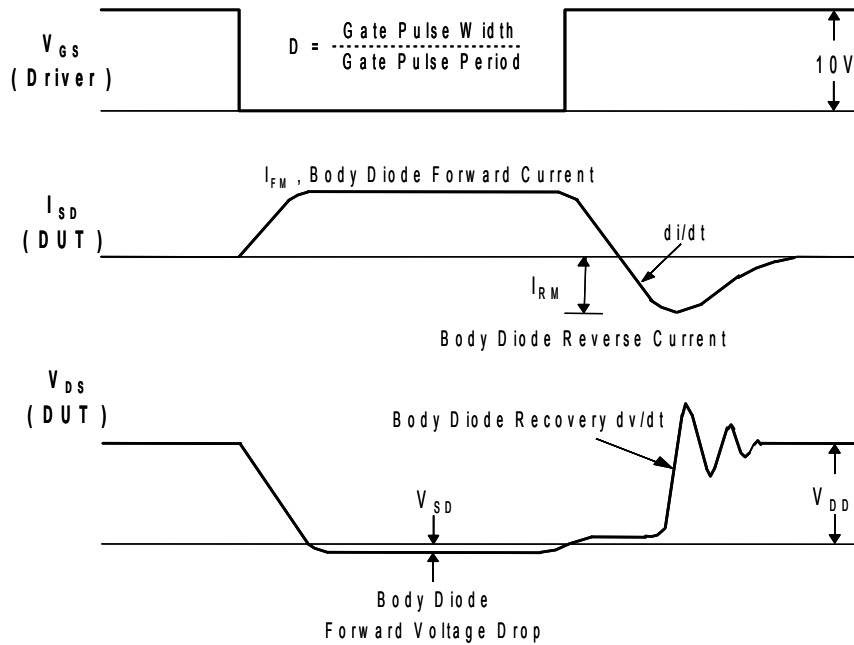 V GS
(Driver)
D = Gate Pulse Width
Gate Pulse Period
10V
I SD
(DUT)
I FM , Body Diode Forward Current
di/dt
I RM
Body Diode Reverse Current
V DS
(DUT)
Body Diode Recovery dv/dt
V SD
V DD
Body Diode
Forward Voltage Drop